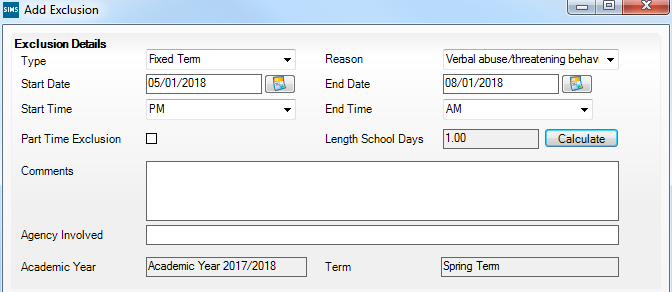 SIMS Add Exclusion
Exclusion Details
Type Fixed Term Reason Verbal abuse/threatening behavi
Start Date 05/01/2018 End Date 08/01/2018
Start Time PM End Time AM
Part Time Exclusion Length School Days 1.00 Calculate
Comments
Agency Involved
Academic Year Academic Year 2017/2018 Term Spring Term